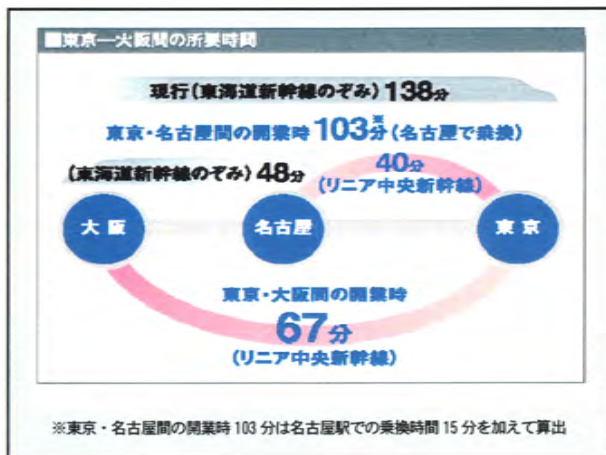 ■東京―大阪間の所要時間
現行(東海道新幹線のぞみ)138分
東京・名古屋間の開業時103分※(名古屋で乗換)
(東海道新幹線のぞみ)48分
40分
(リニア中央新幹線)
大阪 名古屋 東京
東京・大阪間の開業時
67分
(リニア中央新幹線)
※東京・名古屋間の開業時103分は名古屋駅での乗換時間15分を加えて算出